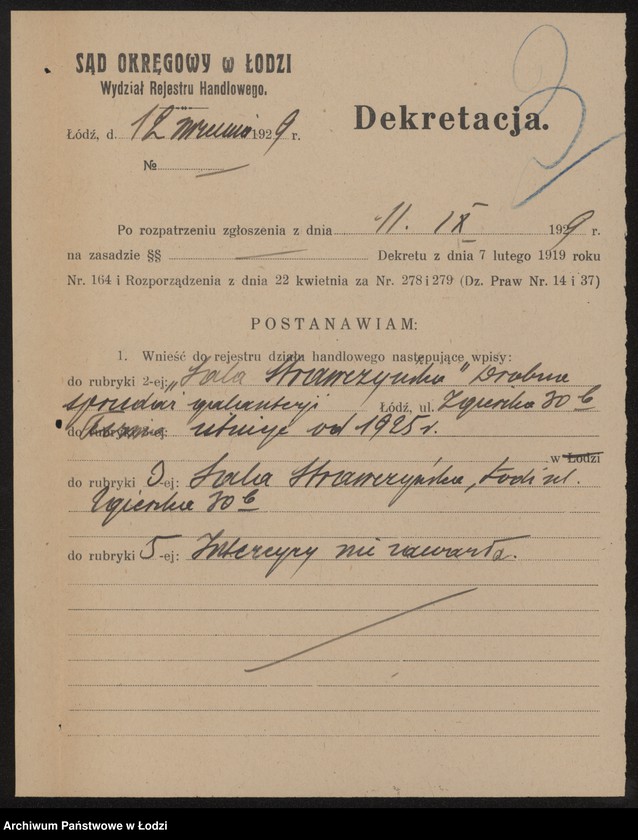 SĄD OKRĘGOWY w ŁODZI
Wydział Rejestru Handlowego.
3
Łódź, d. 12 września 1929 r.
Dekretacja.
№
Po rozpatrzeniu zgłoszenia z dnia 11. IX 1929 r.
na zasadzie §§ Dekretu z dnia 7 lutego 1919 roku
Nr. 164 i Rozporządzenia z dnia 22 kwietnia za Nr. 278 i 279 (Dz. Praw Nr. 14 i 37)
POSTANAWIAM:
1. Wnieść do rejestru działu handlowego następujące wpisy:
do rubryki 2-ej: „Sala Strawczyńska" Drobna
sprzedaż galanterji Łódź, ul. Zgierska 30 b
istnieje od 1925 r.
w Łodzi
do rubryki 3-ej: Sala Strawczyńska, Łódź ul.
Zgierska 30 b
do rubryki 5-ej: Intercyzy nie zawarła.
Archiwum Państwowe w Łodzi